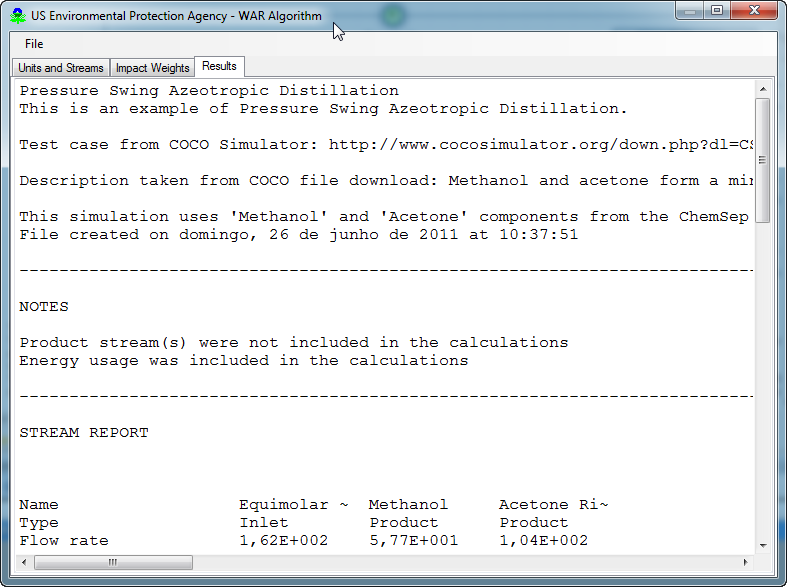 US Environmental Protection Agency - WAR Algorithm
File
Units and Streams Impact Weights Results
Pressure Swing Azeotropic Distillation
This is an example of Pressure Swing Azeotropic Distillation.
Test case from COCO Simulator: http://www.cocosimulator.org/down.php?dl=CS
Description taken from COCO file download: Methanol and acetone form a min
This simulation uses 'Methanol' and 'Acetone' components from the ChemSep
File created on domingo, 26 de junho de 2011 at 10:37:51
--------------------------------------------------------------------------
NOTES
Product stream(s) were not included in the calculations
Energy usage was included in the calculations
--------------------------------------------------------------------------
STREAM REPORT
Name Equimolar ~ Methanol Acetone Ri~
Type Inlet Product Product
Flow rate 1,62E+002 5,77E+001 1,04E+002